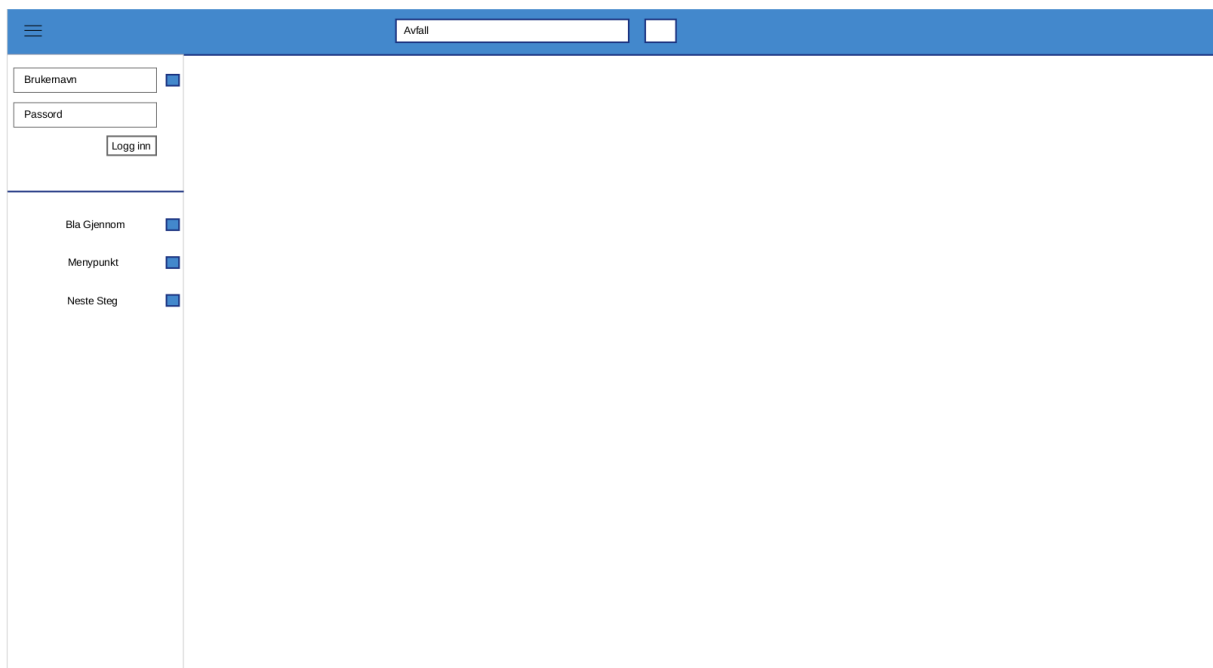 Avfall
Brukernavn
Passord
Logg inn
Bla Gjennom
Menypunkt
Neste Steg